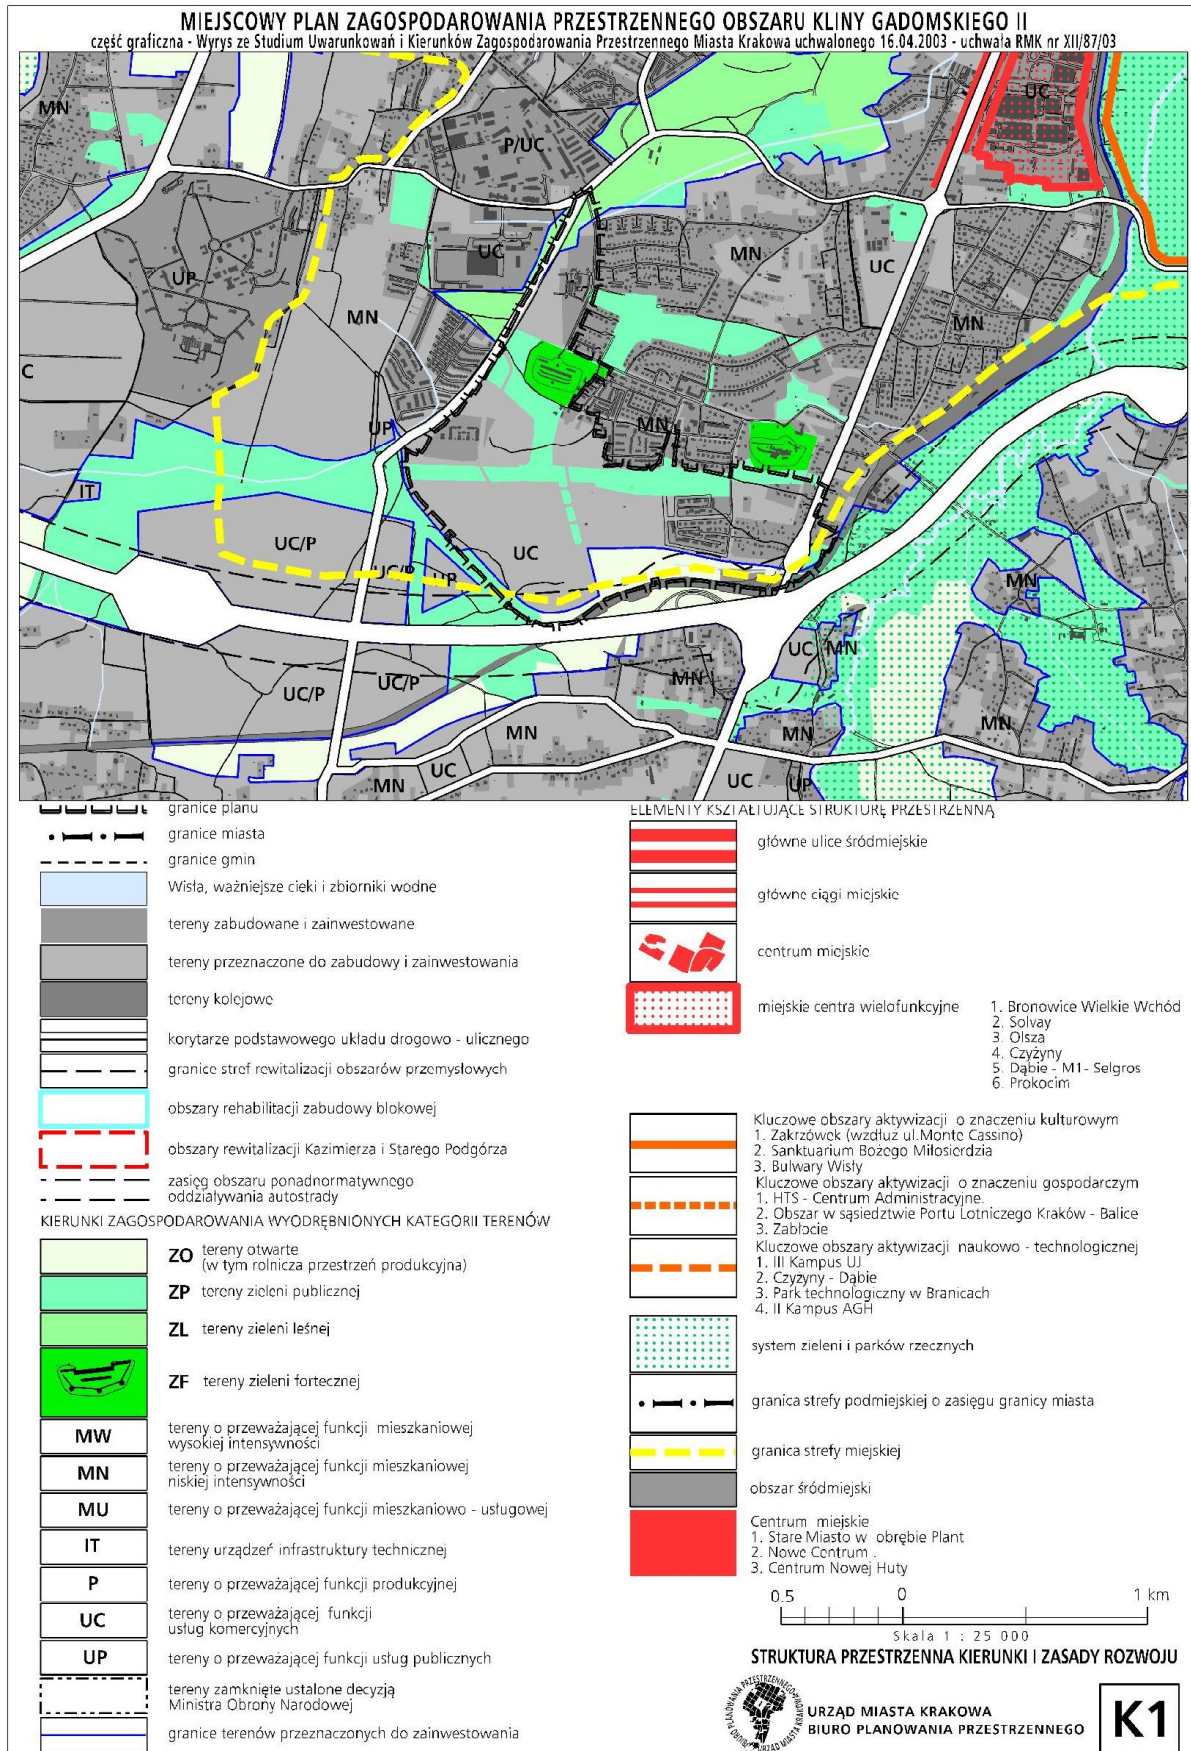 MIEJSCOWY PLAN ZAGOSPODAROWANIA PRZESTRZENNEGO OBSZARU KLINY GADOMSKIEGO II
część graficzna - Wyrys ze Studium Uwarunkowań i Kierunków Zagospodarowania Przestrzennego Miasta Krakowa uchwalonego 16.04.2003 - uchwała RMK nr XII/87/03
MN
P/UC
UC
UP
UC
MN
UC
MN
MN
C
UP
MN
IT
UC/P
UC/P
UP
UC
MN
UC
MN
UC/P
UC/P
MN
MN
MN
MN
MN
UC
UC
UP
granice planu
granice miasta
granice gmin
Wisła, ważniejsze cieki i zbiorniki wodne
tereny zabudowane i zainwestowane
tereny przeznaczone do zabudowy i zainwestowania
tereny kolejowe
korytarze podstawowego układu drogowo - ulicznego
granice stref rewitalizacji obszarów przemysłowych
obszary rehabilitacji zabudowy blokowej
obszary rewitalizacji Kazimierza i Starego Podgórza
zasięg obszaru ponadnormatywnego
oddziaływania autostrady
KIERUNKI ZAGOSPODAROWANIA WYODRĘBNIONYCH KATEGORII TERENÓW
ZO tereny otwarte
(w tym rolnicza przestrzeń produkcyjna)
ZP tereny zieleni publicznej
ZL tereny zieleni leśnej
ZF tereny zieleni fortecznej
MW tereny o przeważającej funkcji mieszkaniowej
wysokiej intensywności
MN tereny o przeważającej funkcji mieszkaniowej
niskiej intensywności
MU tereny o przeważającej funkcji mieszkaniowo - usługowej
IT tereny urządzeń infrastruktury technicznej
P tereny o przeważającej funkcji produkcyjnej
UC tereny o przeważającej funkcji
usług komercyjnych
UP tereny o przeważającej funkcji usług publicznych
tereny zamknięte ustalone decyzją
Ministra Obrony Narodowej
granice terenów przeznaczonych do zainwestowania
ELEMENTY KSZTAŁTUJĄCE STRUKTURĘ PRZESTRZENNĄ
główne ulice śródmiejskie
główne ciągi miejskie
centrum miejskie
miejskie centra wielofunkcyjne
1. Bronowice Wielkie Wchód
2. Solvay
3. Olsza
4. Czyżyny
5. Dąbie - M1- Selgros
6. Prokocim
Kluczowe obszary aktywizacji o znaczeniu kulturowym
1. Zakrzówek (wzdłuż ul.Monte Cassino)
2. Sanktuarium Bożego Miłosierdzia
3. Bulwary Wisły
Kluczowe obszary aktywizacji o znaczeniu gospodarczym
1. HTS - Centrum Administracyjne.
2. Obszar w sąsiedztwie Portu Lotniczego Kraków - Balice
3. Zabłocie
Kluczowe obszary aktywizacji naukowo - technologicznej
1. III Kampus UJ
2. Czyżyny - Dąbie
3. Park technologiczny w Branicach
4. II Kampus AGH
system zieleni i parków rzecznych
granica strefy podmiejskiej o zasięgu granicy miasta
granica strefy miejskiej
obszar śródmiejski
Centrum miejskie
1. Stare Miasto w obrębie Plant
2. Nowe Centrum .
3. Centrum Nowej Huty
0.5 0 1 km
Skala 1 : 25 000
STRUKTURA PRZESTRZENNA KIERUNKI I ZASADY ROZWOJU
URZĄD MIASTA KRAKOWA
BIURO PLANOWANIA PRZESTRZENNEGO
K1